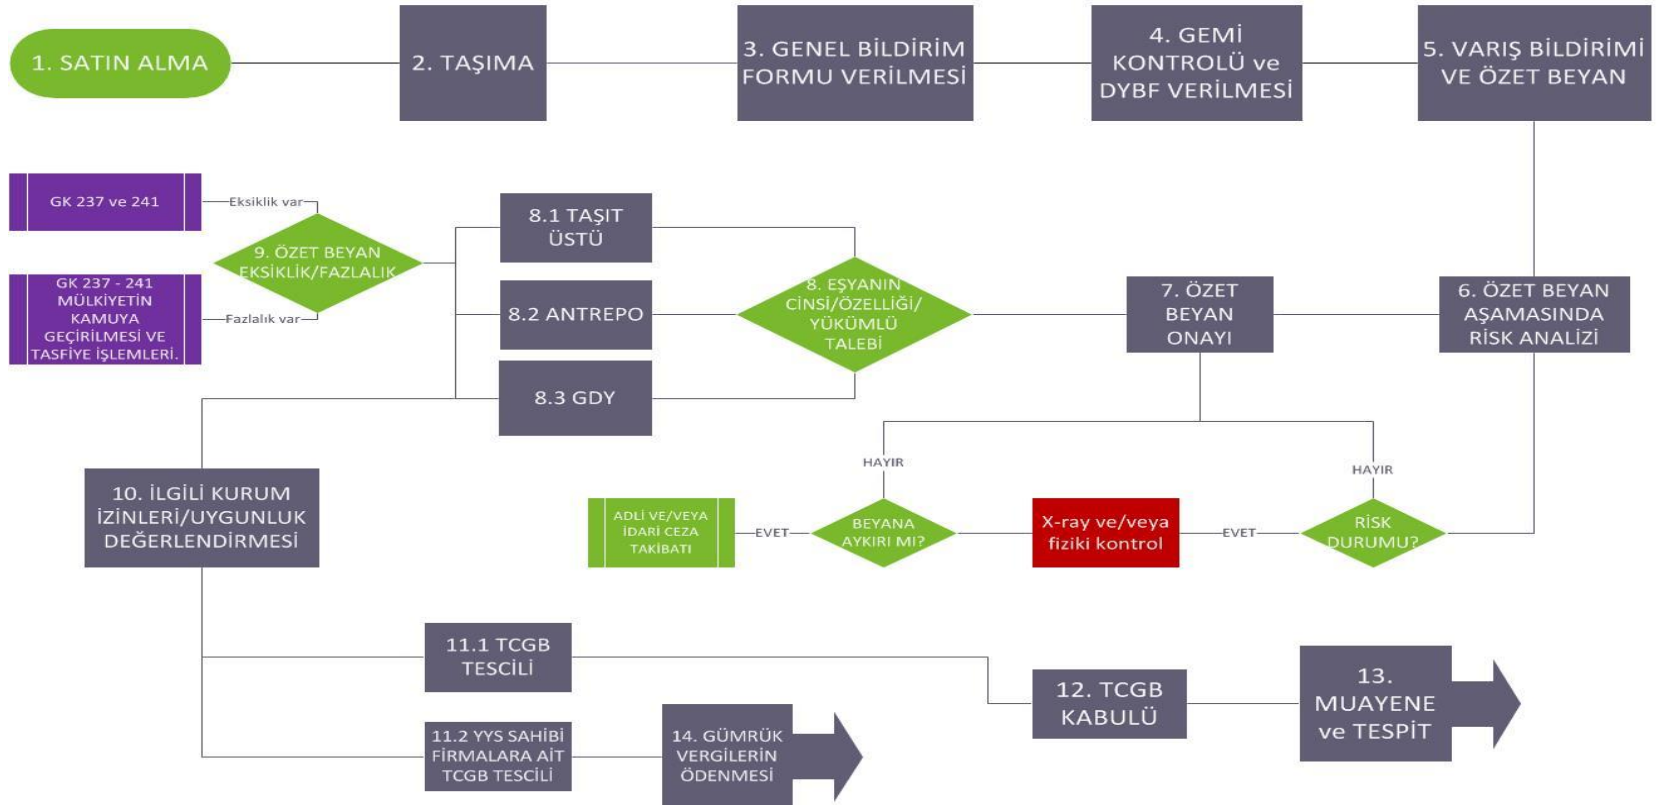 1. SATIN ALMA
2. TAŞIMA
3. GENEL BİLDİRİM
FORMU VERİLMESİ
4. GEMİ
KONTROLÜ ve
DYBF VERİLMESİ
5. VARIŞ BİLDİRİMİ
VE ÖZET BEYAN
GK 237 ve 241
Eksiklik var
9. ÖZET BEYAN
EKSİKLİK/FAZLALIK
GK 237 - 241
MÜLKİYETİN
KAMUYA
GEÇİRİLMESİ VE
TASFİYE İŞLEMLERİ.
Fazlalık var
8.1 TAŞIT
ÜSTÜ
8.2 ANTREPO
8.3 GDY
8. EŞYANIN
CİNSİ/ÖZELLİĞİ/
YÜKÜMLÜ
TALEBİ
7. ÖZET
BEYAN
ONAYI
6. ÖZET BEYAN
AŞAMASINDA
RİSK ANALİZİ
HAYIR
HAYIR
10. İLGİLİ KURUM
İZİNLERİ/UYGUNLUK
DEĞERLENDİRMESİ
ADLİ VE/VEYA
İDARİ CEZA
TAKİBATI
EVET
BEYANA
AYKIRI MI?
X-ray ve/veya
fiziki kontrol
EVET
RİSK
DURUMU?
11.1 TCGB
TESCİLİ
12. TCGB
KABULÜ
13.
MUAYENE
ve TESPİT
11.2 YYS SAHİBİ
FİRMALARA AİT
TCGB TESCİLİ
14. GÜMRÜK
VERGİLERİN
ÖDENMESİ